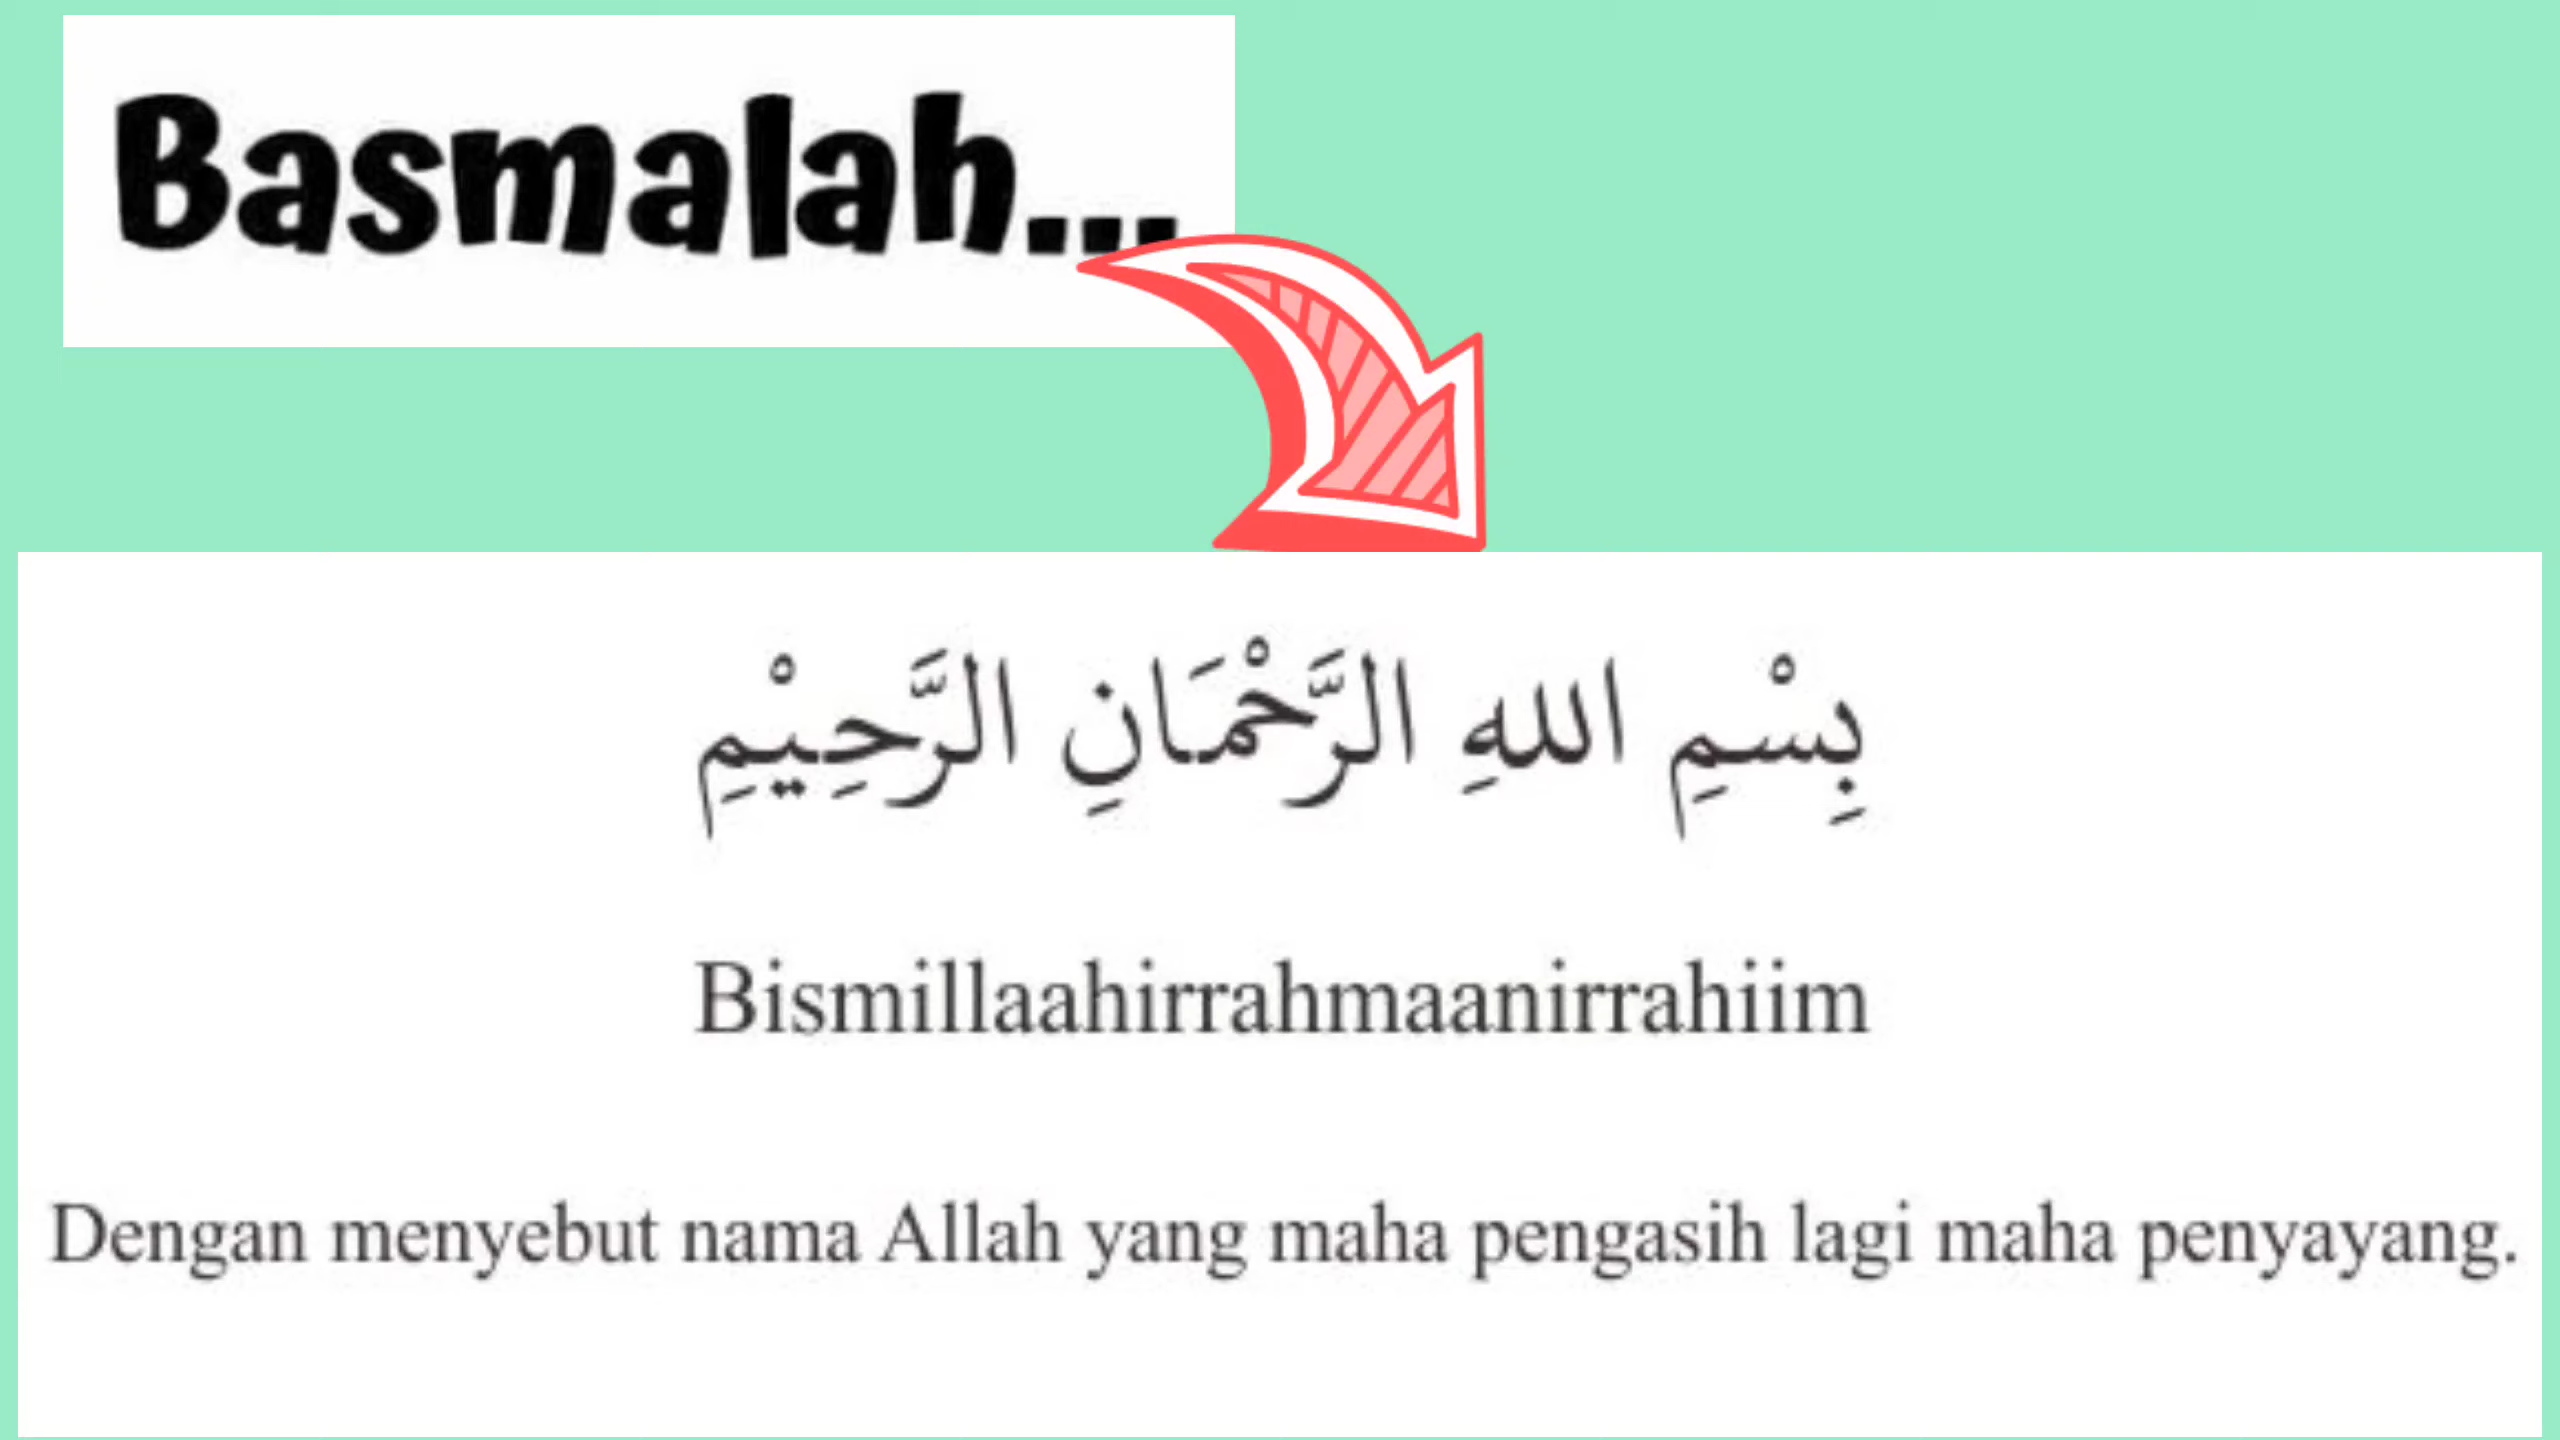 Basmalah...
بِسْمِ اللهِ الرَّحْمَانِ الرَّحِيْمِ
Bismillaahirrahmaanirrahiim
Dengan menyebut nama Allah yang maha pengasih lagi maha penyayang.